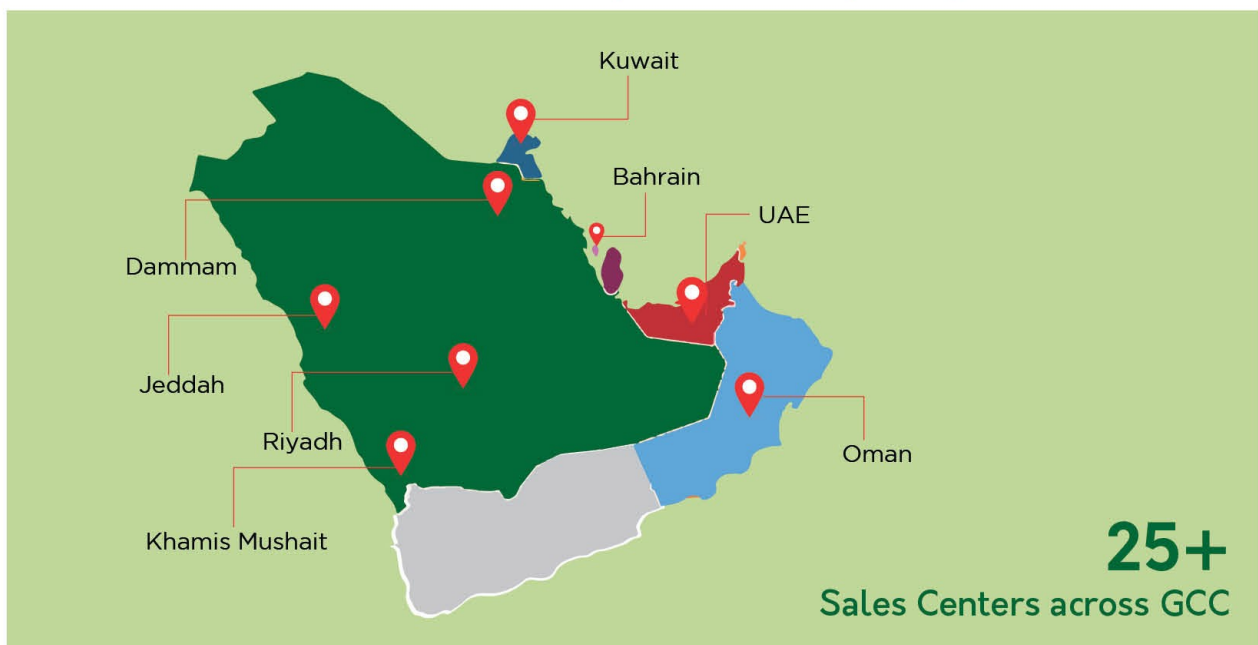 Kuwait
Bahrain
UAE
Dammam
Jeddah
Riyadh
Oman
Khamis Mushait
25+
Sales Centers across GCC